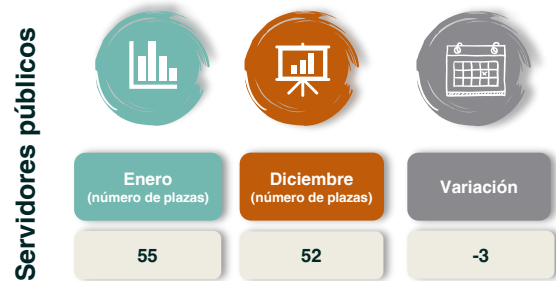 Servidores públicos
Enero
(número de plazas)
Diciembre
(número de plazas)
Variación
55
52
-3